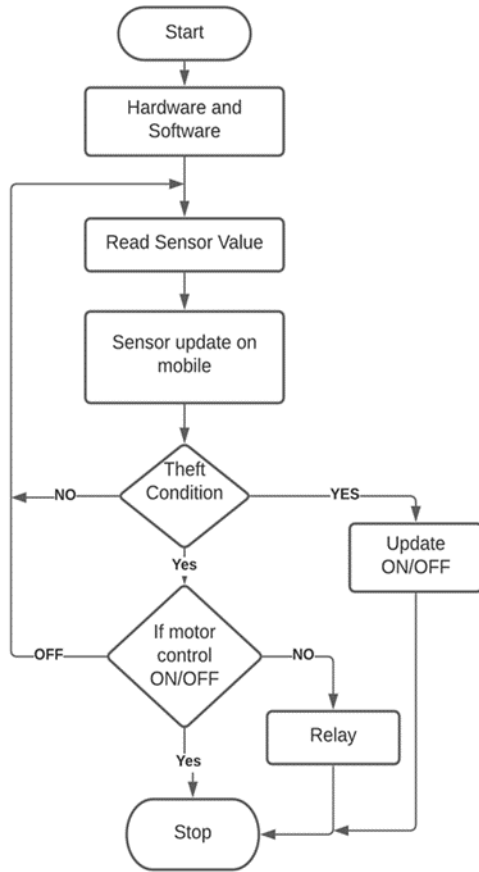 Start
Hardware and
Software
Read Sensor Value
Sensor update on
mobile
Theft
Condition
NO
YES
Update
ON/OFF
Yes
If motor
control
ON/OFF
OFF
NO
Relay
Yes
Stop